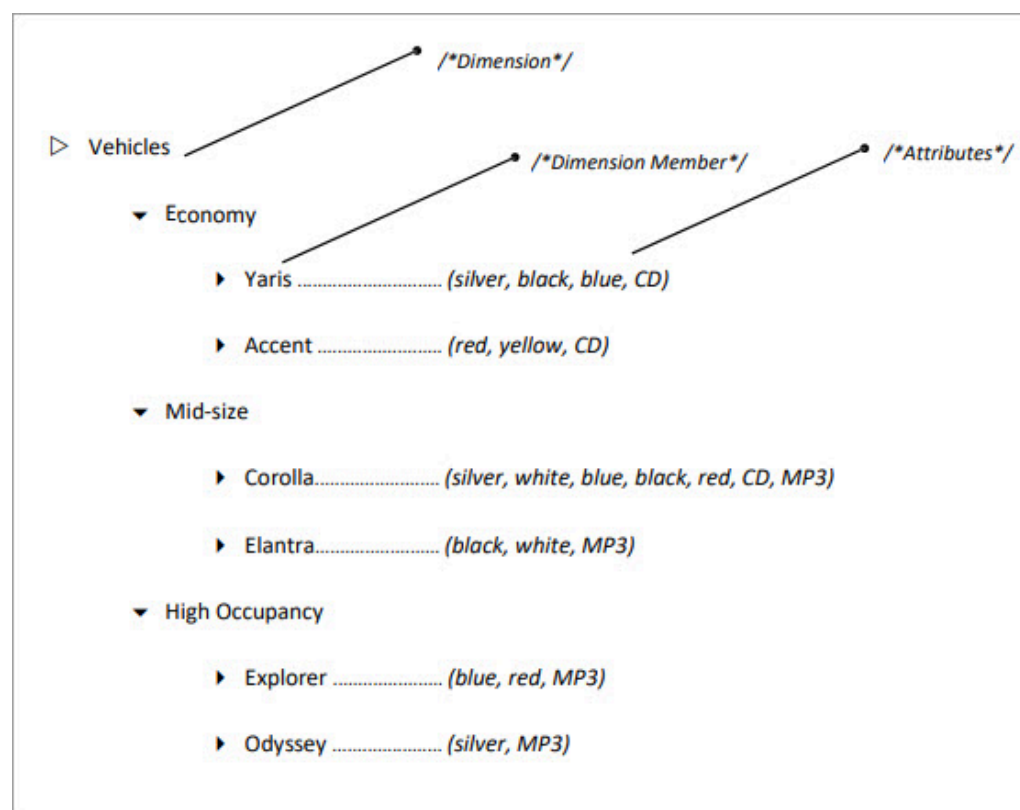 /*Dimension*/
Vehicles
/*Dimension Member*/
/*Attributes*/
Economy
Yaris ............................ (silver, black, blue, CD)
Accent ........................ (red, yellow, CD)
Mid-size
Corolla........................ (silver, white, blue, black, red, CD, MP3)
Elantra........................ (black, white, MP3)
High Occupancy
Explorer ..................... (blue, red, MP3)
Odyssey ..................... (silver, MP3)